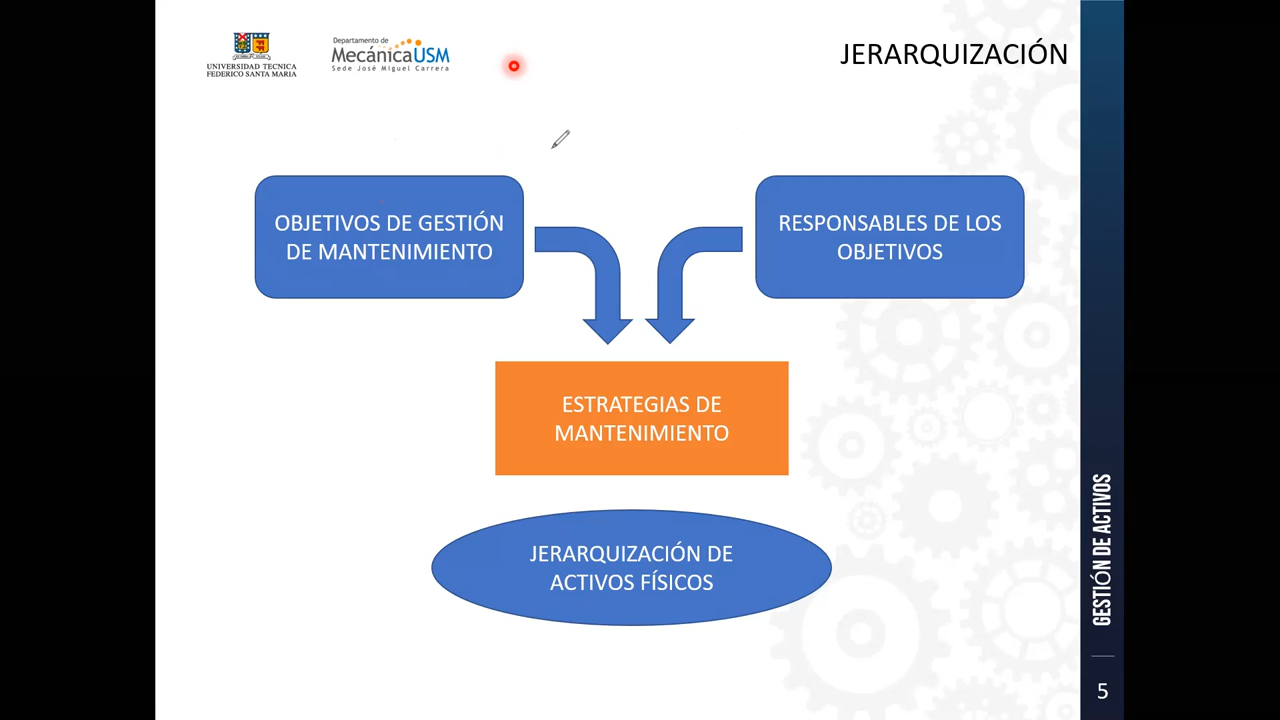 UNIVERSIDAD TECNICA
FEDERICO SANTA MARIA
Departamento de
MecánicaUSM
Sede José Miguel Carrera
JERARQUIZACIÓN
OBJETIVOS DE GESTIÓN
DE MANTENIMIENTO
RESPONSABLES DE LOS
OBJETIVOS
ESTRATEGIAS DE
MANTENIMIENTO
JERARQUIZACIÓN DE
ACTIVOS FÍSICOS
GESTIÓN DE ACTIVOS
5